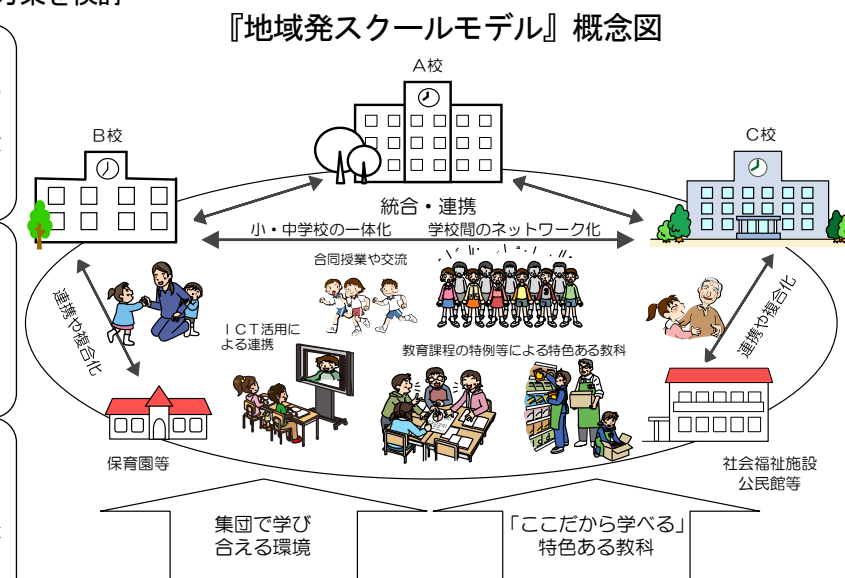 『地域発スクールモデル』概念図
A校
B校
C校
統合・連携
小・中学校の一体化
学校間のネットワーク化
合同授業や交流
連携や複合化
連携や複合化
ＩＣＴ活用に
よる連携
教育課程の特例等による特色ある教科
保育園等
社会福祉施設
公民館等
集団で学び
合える環境
「ここだから学べる」
特色ある教科